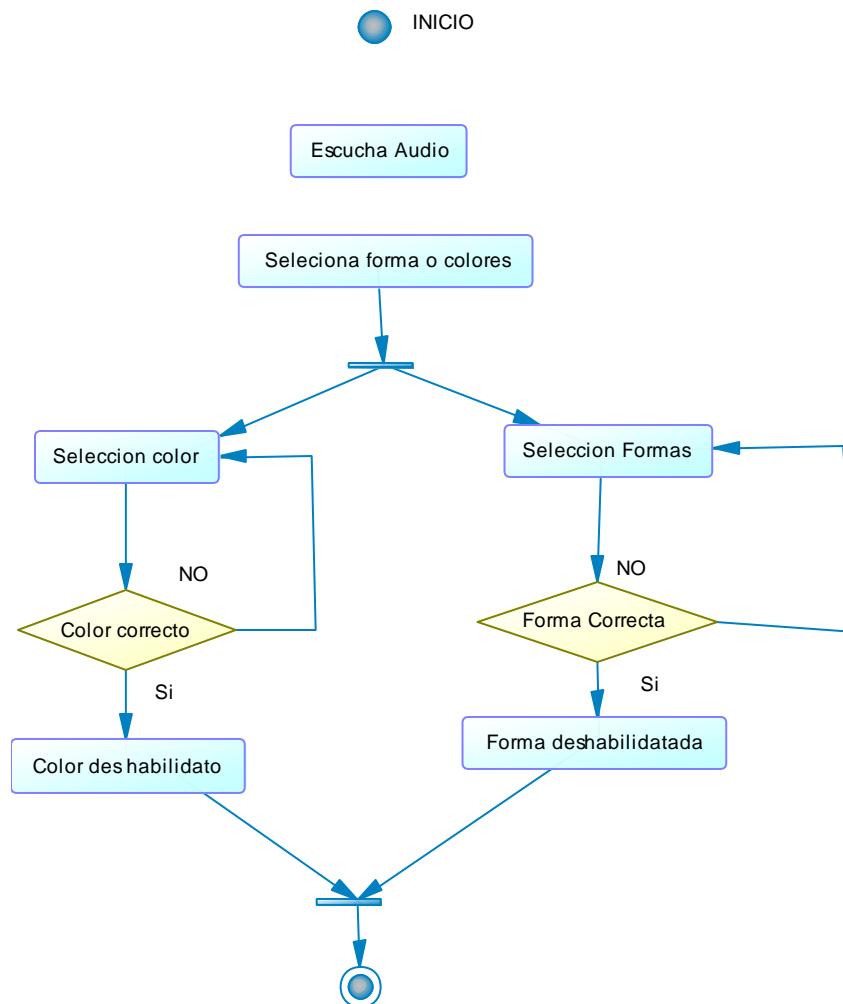 INICIO
Escucha Audio
Seleciona forma o colores
Seleccion color
Seleccion Formas
NO
NO
Color correcto
Forma Correcta
Si
Si
Color deshabilidato
Forma deshabilidatada